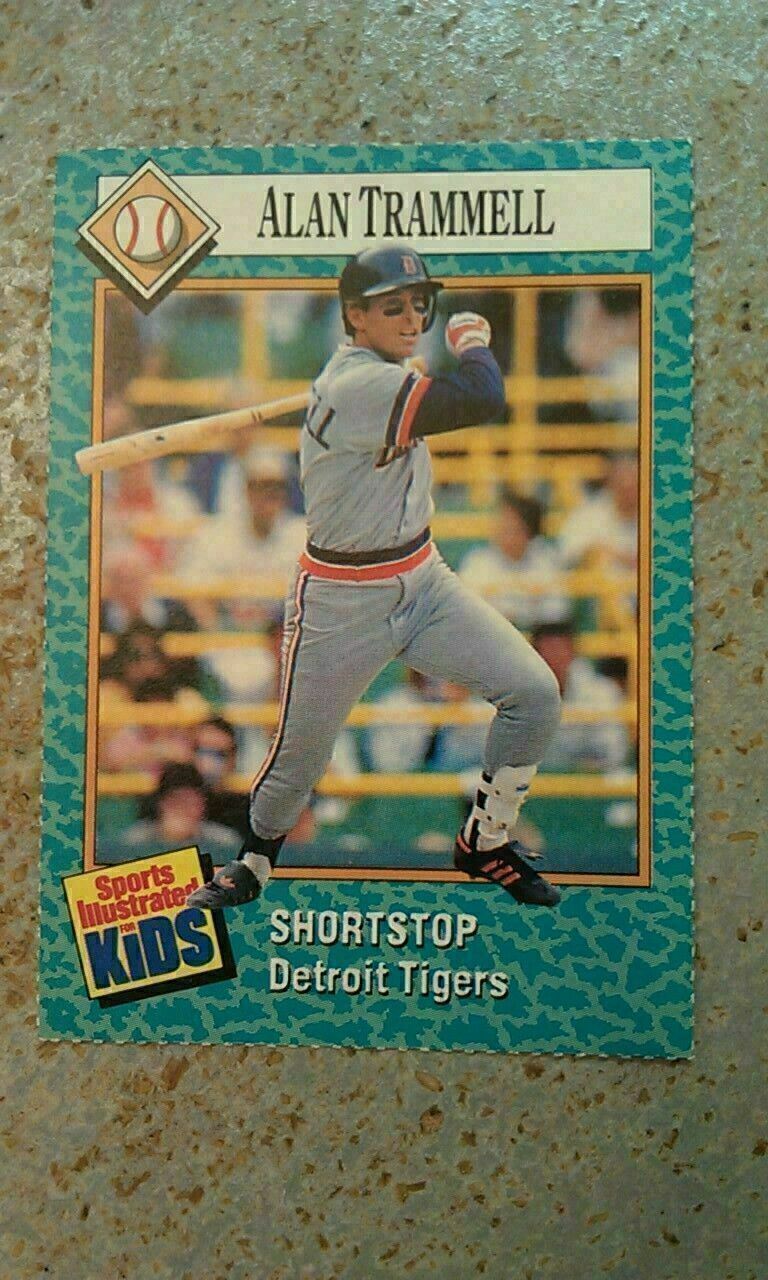 ALAN TRAMMELL
Sports
Illustrated
FOR
KIDS
SHORTSTOP
Detroit Tigers